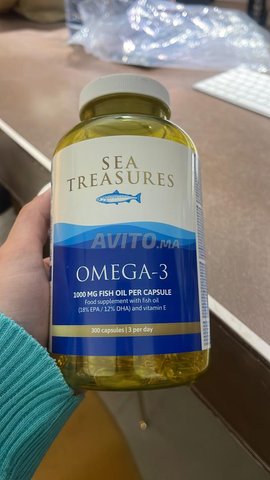 SEA
TREASURES
AVITO.MA
OMEGA-3
1000 MG FISH OIL PER CAPSULE
Food supplement with fish oil
(18% EPA / 12% DHA) and vitamin E
300 capsules | 3 per day